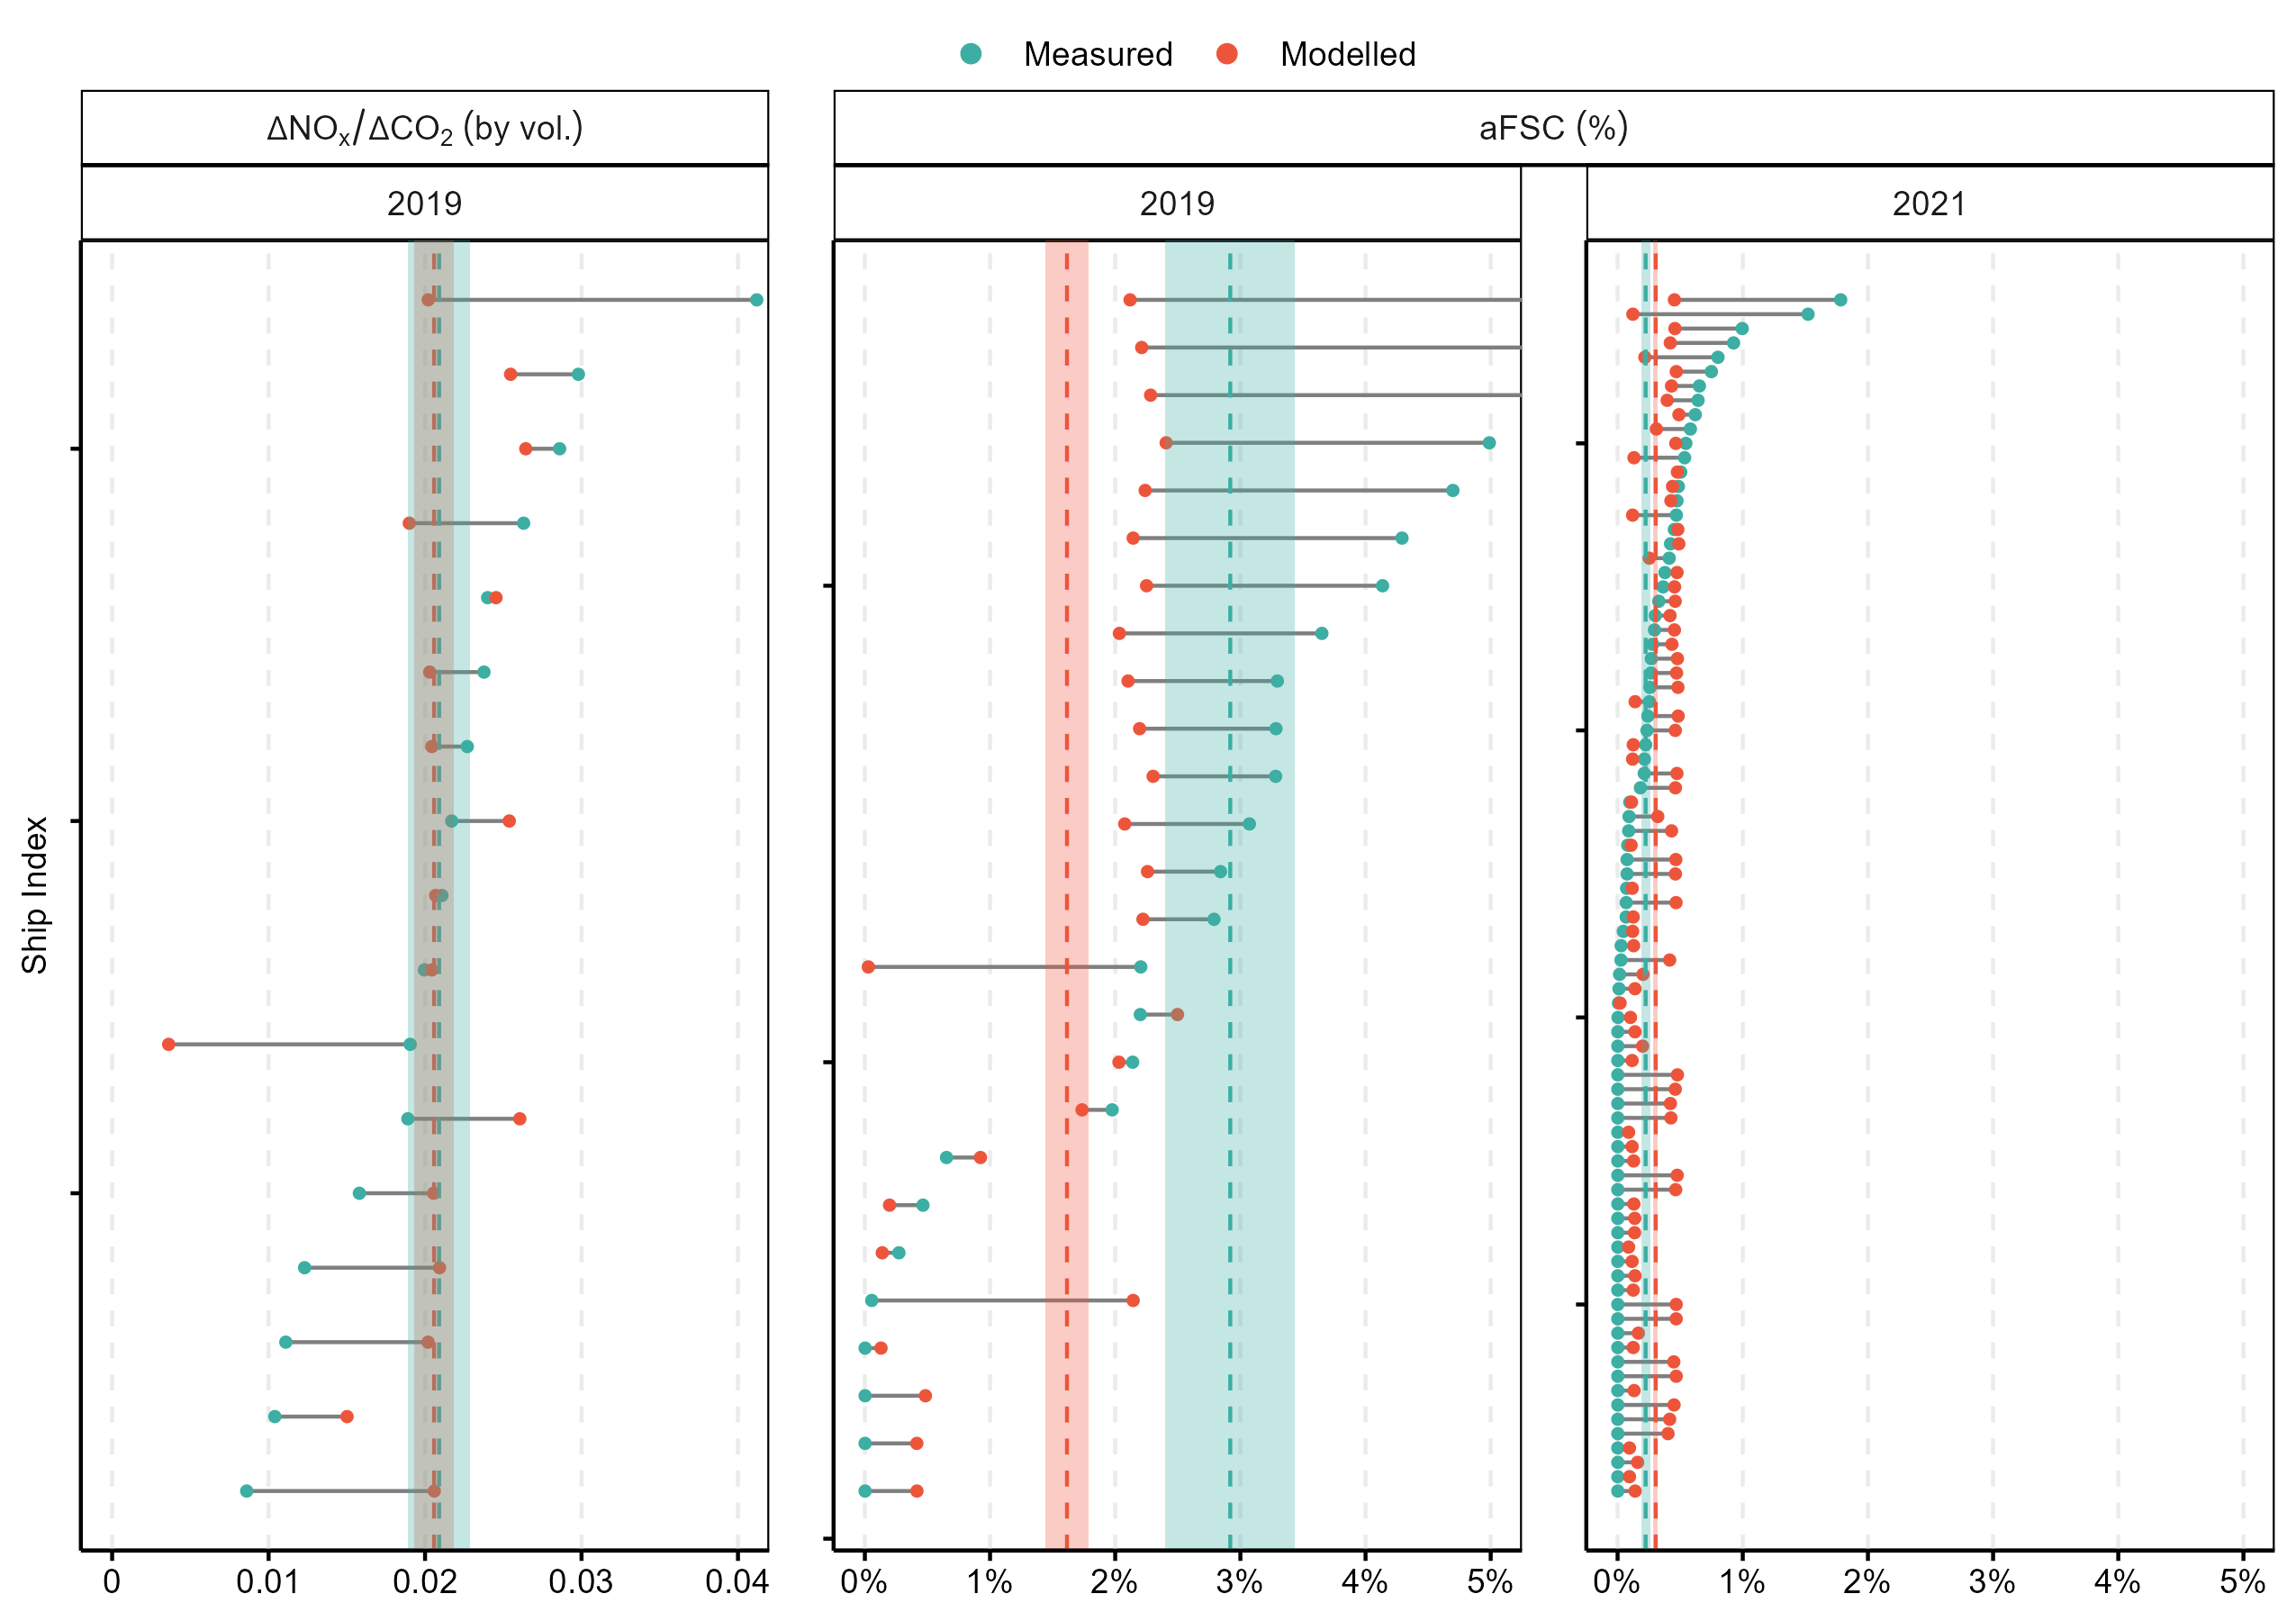 Measured Modelled
ΔNOₓ/ΔCO₂ (by vol.) aFSC (%)
2019 2019 2021
Ship Index
0 0.01 0.02 0.03 0.04 0% 1% 2% 3% 4% 5% 0% 1% 2% 3% 4% 5%